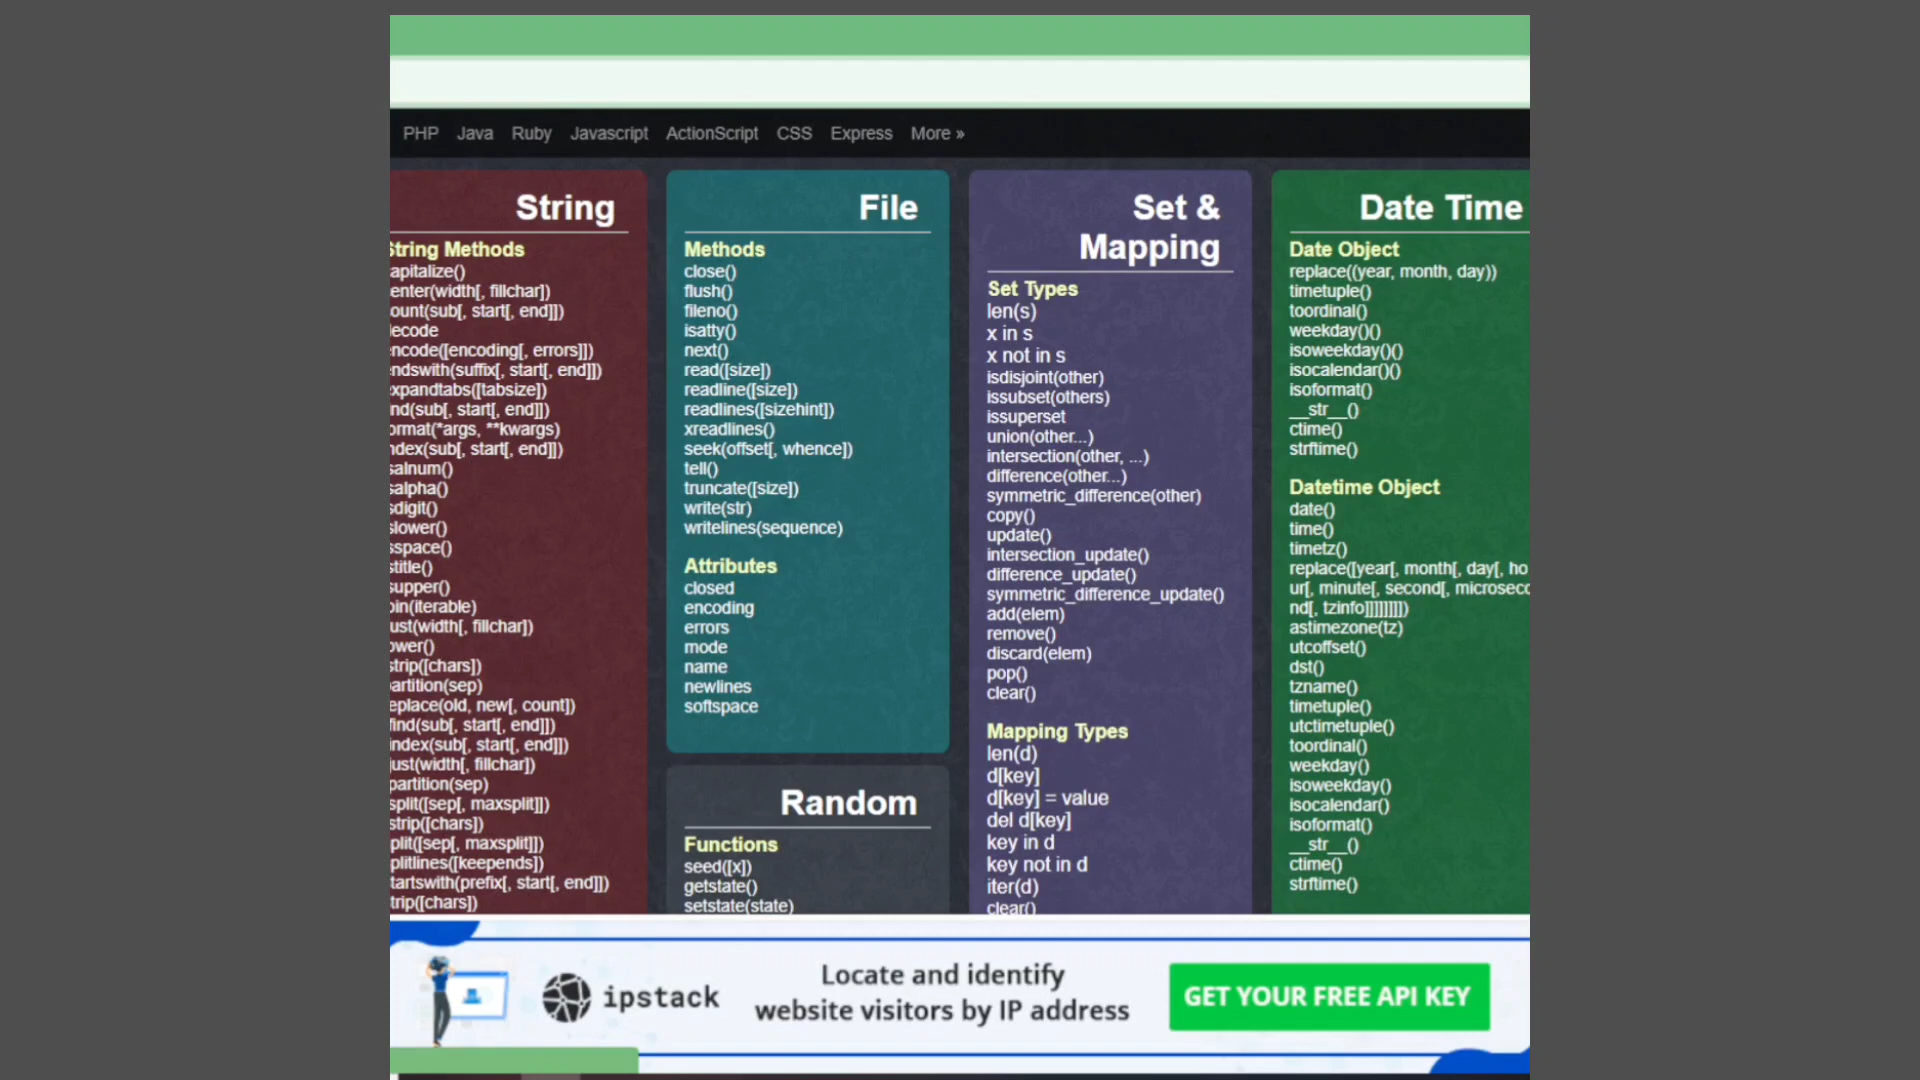 PHP Java Ruby Javascript ActionScript CSS Express More »
String
String Methods
apitalize()
enter(width[, fillchar])
ount(sub[, start[, end]])
ecode
ncode([encoding[, errors]])
ndswith(suffix[, start[, end]])
xpandtabs([tabsize])
nd(sub[, start[, end]])
ormat(*args, **kwargs)
ndex(sub[, start[, end]])
salnum()
salpha()
sdigit()
slower()
sspace()
stitle()
supper()
oin(iterable)
ust(width[, fillchar])
ower()
strip([chars])
artition(sep)
eplace(old, new[, count])
find(sub[, start[, end]])
index(sub[, start[, end]])
just(width[, fillchar])
partition(sep)
split([sep[, maxsplit]])
strip([chars])
plit([sep[, maxsplit]])
plitlines([keepends])
tartswith(prefix[, start[, end]])
trip([chars])
File
Methods
close()
flush()
fileno()
isatty()
next()
read([size])
readline([size])
readlines([sizehint])
xreadlines()
seek(offset[, whence])
tell()
truncate([size])
write(str)
writelines(sequence)
Attributes
closed
encoding
errors
mode
name
newlines
softspace
Random
Functions
seed([x])
getstate()
setstate(state)
Set &
Mapping
Set Types
len(s)
x in s
x not in s
isdisjoint(other)
issubset(others)
issuperset
union(other...)
intersection(other, ...)
difference(other...)
symmetric_difference(other)
copy()
update()
intersection_update()
difference_update()
symmetric_difference_update()
add(elem)
remove()
discard(elem)
pop()
clear()
Mapping Types
len(d)
d[key]
d[key] = value
del d[key]
key in d
key not in d
iter(d)
clear()
Date Time
Date Object
replace((year, month, day))
timetuple()
toordinal()
weekday()()
isoweekday()()
isocalendar()()
isoformat()
__str__()
ctime()
strftime()
Datetime Object
date()
time()
timetz()
replace([year[, month[, day[, ho
ur[, minute[, second[, microseco
nd[, tzinfo]]]]]]]])
astimezone(tz)
utcoffset()
dst()
tzname()
timetuple()
utctimetuple()
toordinal()
weekday()
isoweekday()
isocalendar()
isoformat()
__str__()
ctime()
strftime()
ipstack
Locate and identify
website visitors by IP address
GET YOUR FREE API KEY